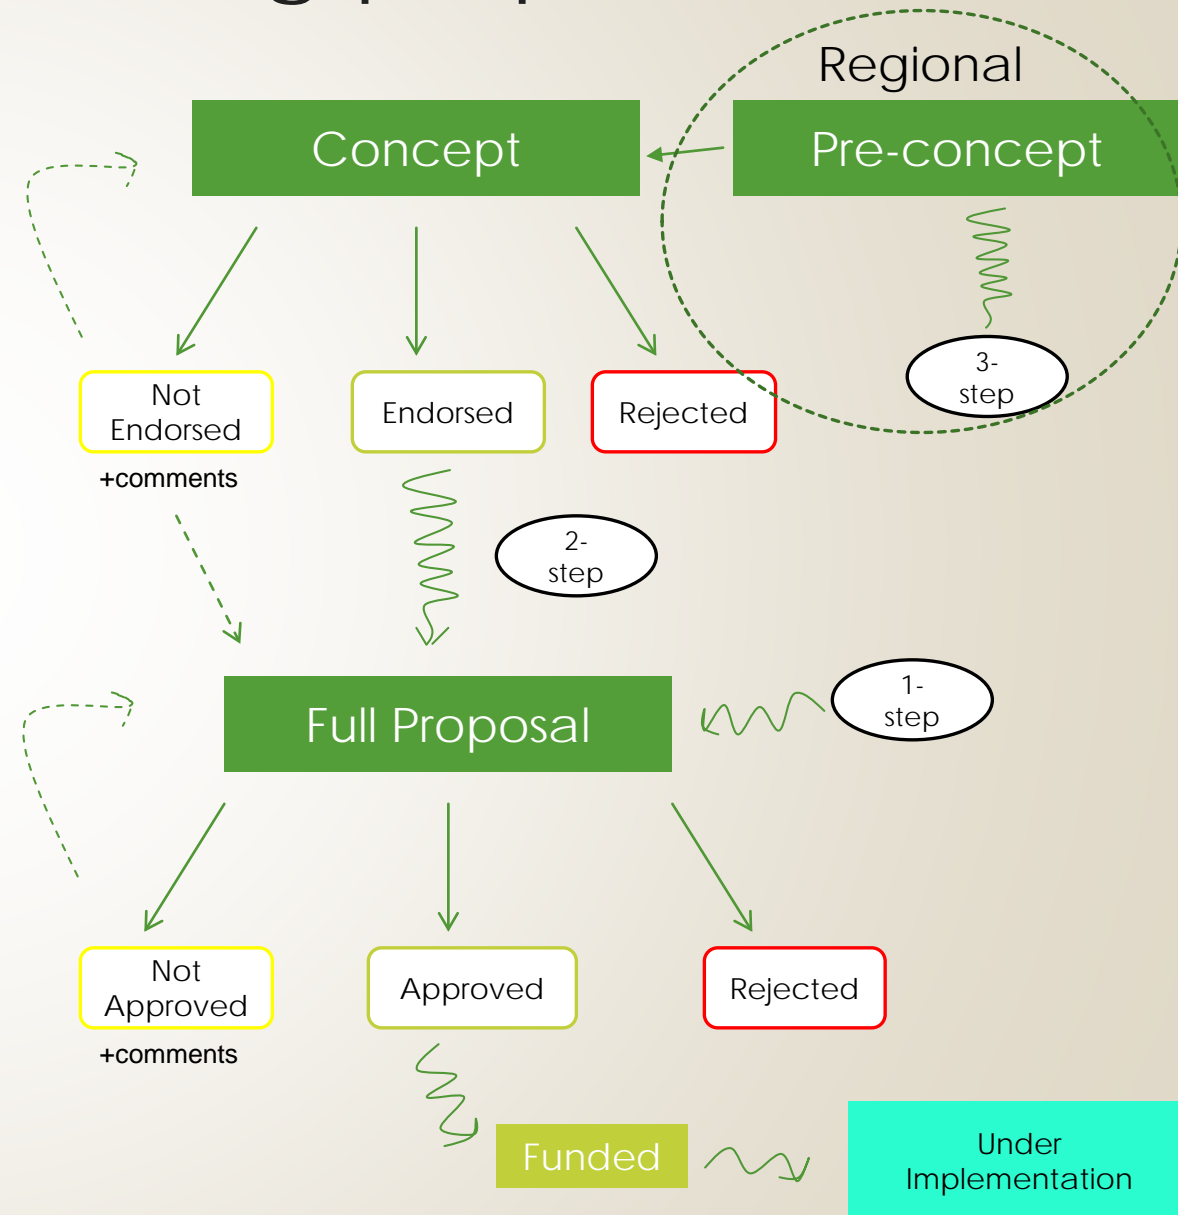 Regional
Concept
Pre-concept
Not
Endorsed
Endorsed
Rejected
3-
step
+comments
2-
step
1-
step
Full Proposal
Not
Approved
Approved
Rejected
+comments
Funded
Under
Implementation